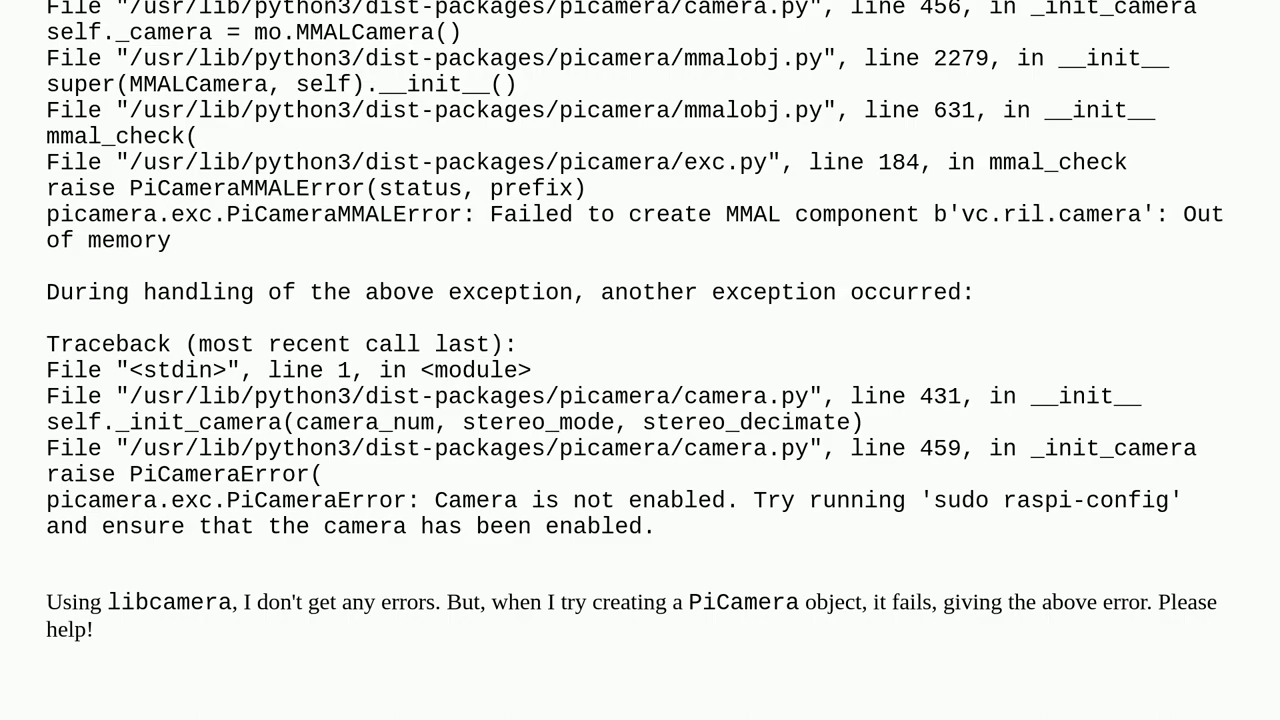 File "/usr/lib/python3/dist-packages/picamera/camera.py", line 456, in _init_camera
self._camera = mo.MMALCamera()
File "/usr/lib/python3/dist-packages/picamera/mmalobj.py", line 2279, in __init__
super(MMALCamera, self).__init__()
File "/usr/lib/python3/dist-packages/picamera/mmalobj.py", line 631, in __init__
mmal_check(
File "/usr/lib/python3/dist-packages/picamera/exc.py", line 184, in mmal_check
raise PiCameraMMALError(status, prefix)
picamera.exc.PiCameraMMALError: Failed to create MMAL component b'vc.ril.camera': Out
of memory

During handling of the above exception, another exception occurred:

Traceback (most recent call last):
File "<stdin>", line 1, in <module>
File "/usr/lib/python3/dist-packages/picamera/camera.py", line 431, in __init__
self._init_camera(camera_num, stereo_mode, stereo_decimate)
File "/usr/lib/python3/dist-packages/picamera/camera.py", line 459, in _init_camera
raise PiCameraError(
picamera.exc.PiCameraError: Camera is not enabled. Try running 'sudo raspi-config'
and ensure that the camera has been enabled.

Using libcamera, I don't get any errors. But, when I try creating a PiCamera object, it fails, giving the above error. Please
help!